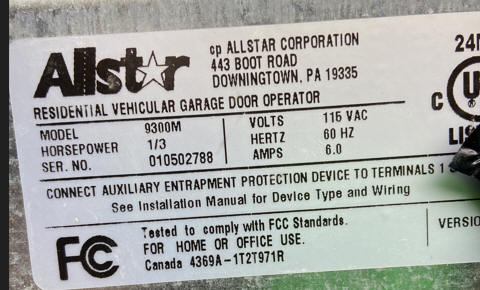 Allstar
cp ALLSTAR CORPORATION
443 BOOT ROAD
DOWNINGTOWN, PA 19335
24N
RESIDENTIAL VEHICULAR GARAGE DOOR OPERATOR
MODEL 9300M VOLTS 115 VAC
HORSEPOWER 1/3 HERTZ 60 HZ
SER. NO. 010502788 AMPS 6.0
C U
LIS
CONNECT AUXILIARY ENTRAPMENT PROTECTION DEVICE TO TERMINALS 1
See Installation Manual for Device Type and Wiring
FC
Tested to comply with FCC Standards.
FOR HOME OR OFFICE USE.
Canada 4369A-1T2T971R
VERSIO